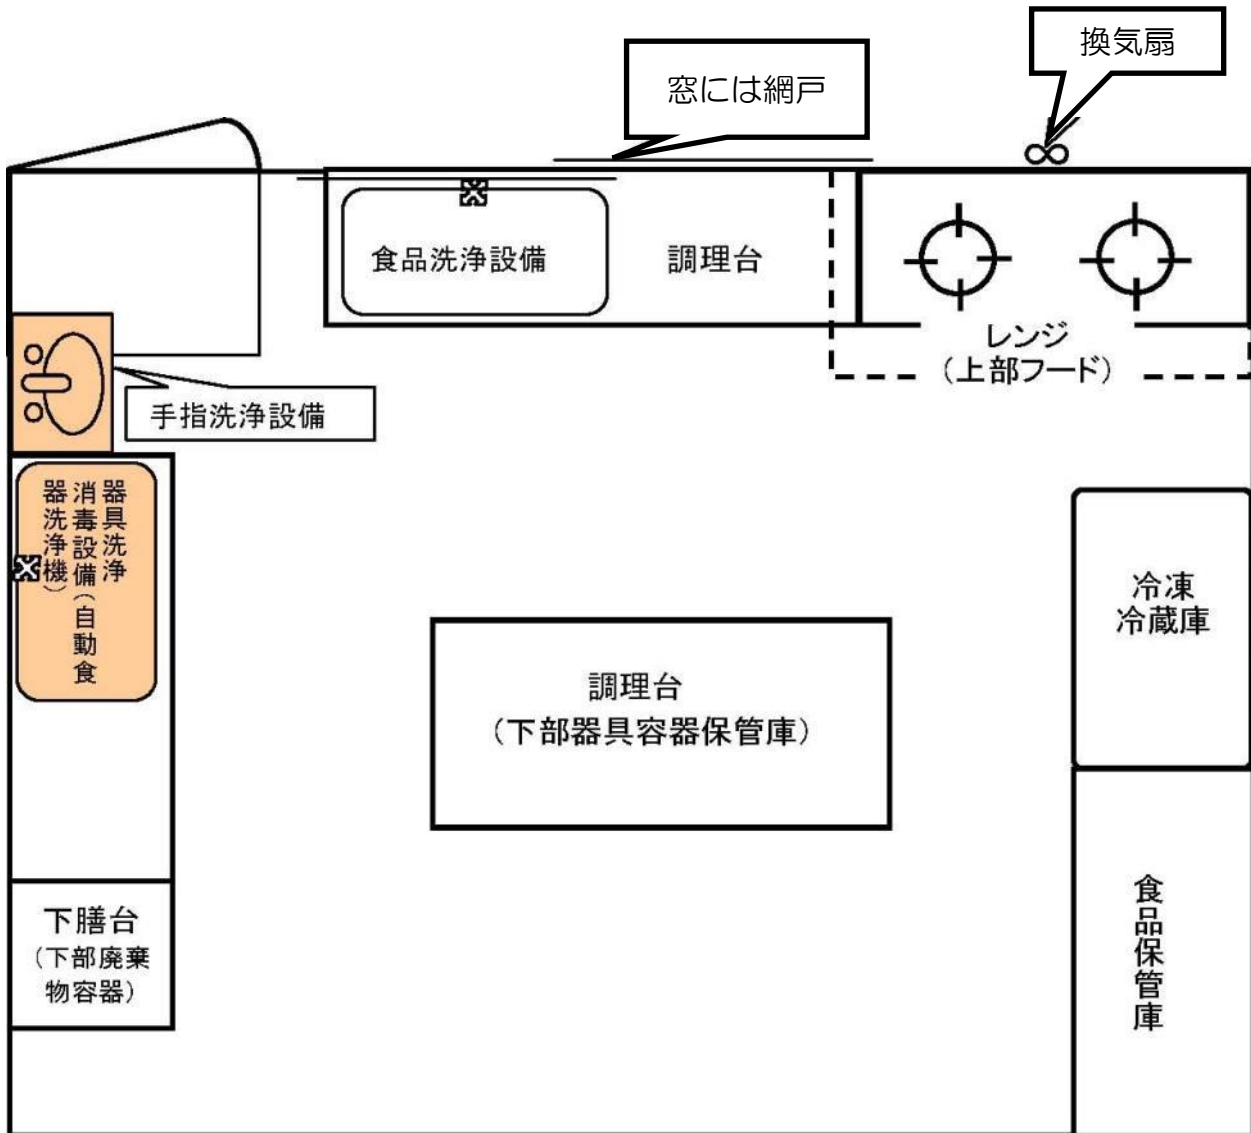 換気扇
窓には網戸
食品洗浄設備
調理台
レンジ
(上部フード)
手指洗浄設備
器具洗浄
消毒設備(自動食
器洗浄機)
冷凍
冷蔵庫
調理台
(下部器具容器保管庫)
食品保管庫
下膳台
(下部廃棄
物容器)